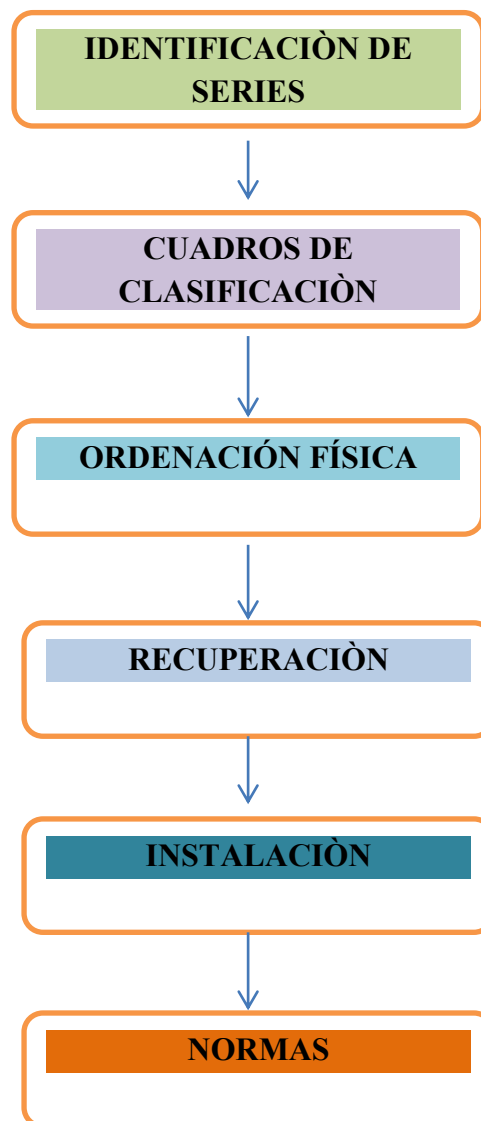 IDENTIFICACIÒN DE
SERIES
CUADROS DE
CLASIFICACIÒN
ORDENACIÓN FÍSICA
RECUPERACIÒN
INSTALACIÒN
NORMAS